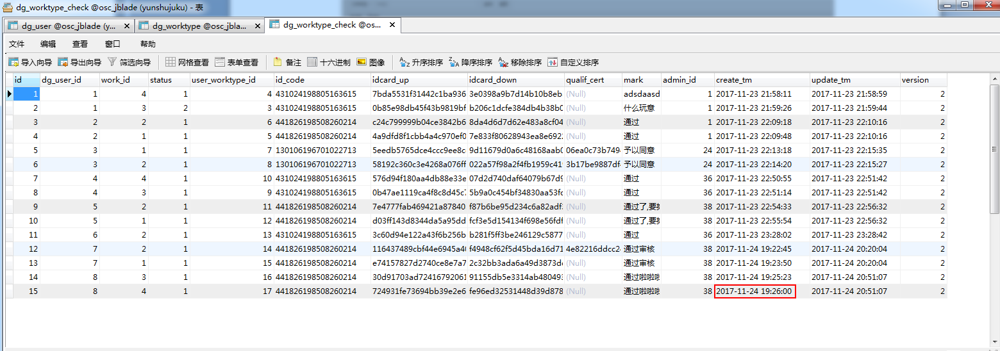 dg_worktype_check @osc_jblade (yunshujuku) - 表
dg_user @osc_jblade (y... dg_worktype @osc_jbla... dg_worktype_check @os...
文件 编辑 查看 窗口 帮助
导入向导 导出向导 筛选向导 网格查看 表单查看 备注 十六进制 图像 升序排序 降序排序 移除排序 自定义排序
id dg_user_id work_id status user_worktype_id id_code idcard_up idcard_down qualif_cert mark admin_id create_tm update_tm version
1 1 4 1 4 431024198805163615 7bda5531f31442c1ba936 3e0398a9b7d14b10b8eb (Null) adsdaasd 1 2017-11-23 21:58:11 2017-11-23 21:58:59 2
2 1 3 2 3 431024198805163615 0b85e98db45f43b9819bf b206c1dcfe384db4b38b0 (Null) 什么玩意 1 2017-11-23 21:59:26 2017-11-23 21:59:44 2
3 2 2 1 6 441826198508260214 c24c799999b04ce3842b6 8da4d6d7d62e483a8cf04 (Null) 通过 1 2017-11-23 22:09:18 2017-11-23 22:10:16 2
4 2 1 1 5 441826198508260214 4a9dfd8f1cbb4a4c970ef0 7e833f80628943ea8e692 (Null) 通过 1 2017-11-23 22:09:48 2017-11-23 22:10:16 2
5 3 1 1 7 130106196701022713 5eedb5765dce4ccc9ee8c 9d11679d0a6c48168aab0 06ea0c73b749 予以同意 24 2017-11-23 22:13:18 2017-11-23 22:15:35 2
6 3 2 1 8 130106196701022713 58192c360c3e4268a076ff 022a57f98a2f4fb1959c419 3b17be9887df 予以同意 24 2017-11-23 22:14:20 2017-11-23 22:15:27 2
7 4 4 1 10 431024198805163615 576d94f180aa4db88e33e 07d2d740daf64079b67d9 (Null) 通过 36 2017-11-23 22:50:55 2017-11-23 22:51:42 2
8 4 3 1 9 431024198805163615 0b47ae1119ca4f8c8d45c7 5b9a0c454bf34830aa53fc (Null) 通过 36 2017-11-23 22:51:14 2017-11-23 22:51:42 2
9 5 2 1 11 441826198508260214 7e4777fab469421a87840 f87b6be95d234c6a82adf (Null) 通过了,要 38 2017-11-23 22:54:33 2017-11-23 22:56:32 2
10 5 1 1 12 441826198508260214 d03ff143d8344da5a95dd fcf3e5d154134f698e56fdf (Null) 通过了,要 38 2017-11-23 22:55:54 2017-11-23 22:56:32 2
11 6 2 1 13 431024198805163615 3c60d94e122a43f6b256b b281f5ff3be246129c5877 (Null) 通过 36 2017-11-23 23:28:02 2017-11-23 23:28:42 2
12 7 2 1 14 441826198508260214 116437489cbf44e6945a4 f4948cf62f5d45bda16d71 4e82216ddcc2 通过审核 38 2017-11-24 19:22:45 2017-11-24 20:20:04 2
13 7 1 1 15 441826198508260214 e74157827d2740ce8e7a7 2c32bb3ada6a49d3873d (Null) 通过审核 38 2017-11-24 19:23:50 2017-11-24 20:20:04 2
14 8 3 1 16 441826198508260214 30d91703ad72416792061 91155db5e3314ab480493 (Null) 通过啦啦啦 38 2017-11-24 19:25:23 2017-11-24 20:51:07 2
15 8 4 1 17 441826198508260214 724931fe73694bb39e2e6 fe96ed32531448d39d878 (Null) 通过啦啦啦 38 2017-11-24 19:26:00 2017-11-24 20:51:07 2